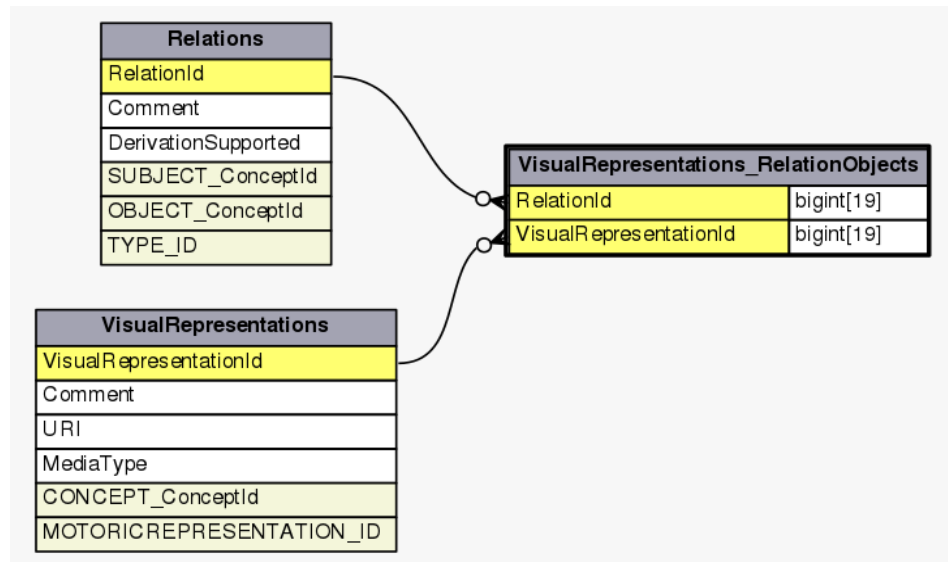 Relations
RelationId
Comment
DerivationSupported
SUBJECT_ConceptId
OBJECT_ConceptId
TYPE_ID
VisualRepresentations_RelationObjects
RelationId bigint[19]
VisualRepresentationId bigint[19]
VisualRepresentations
VisualRepresentationId
Comment
URI
MediaType
CONCEPT_ConceptId
MOTORICREPRESENTATION_ID